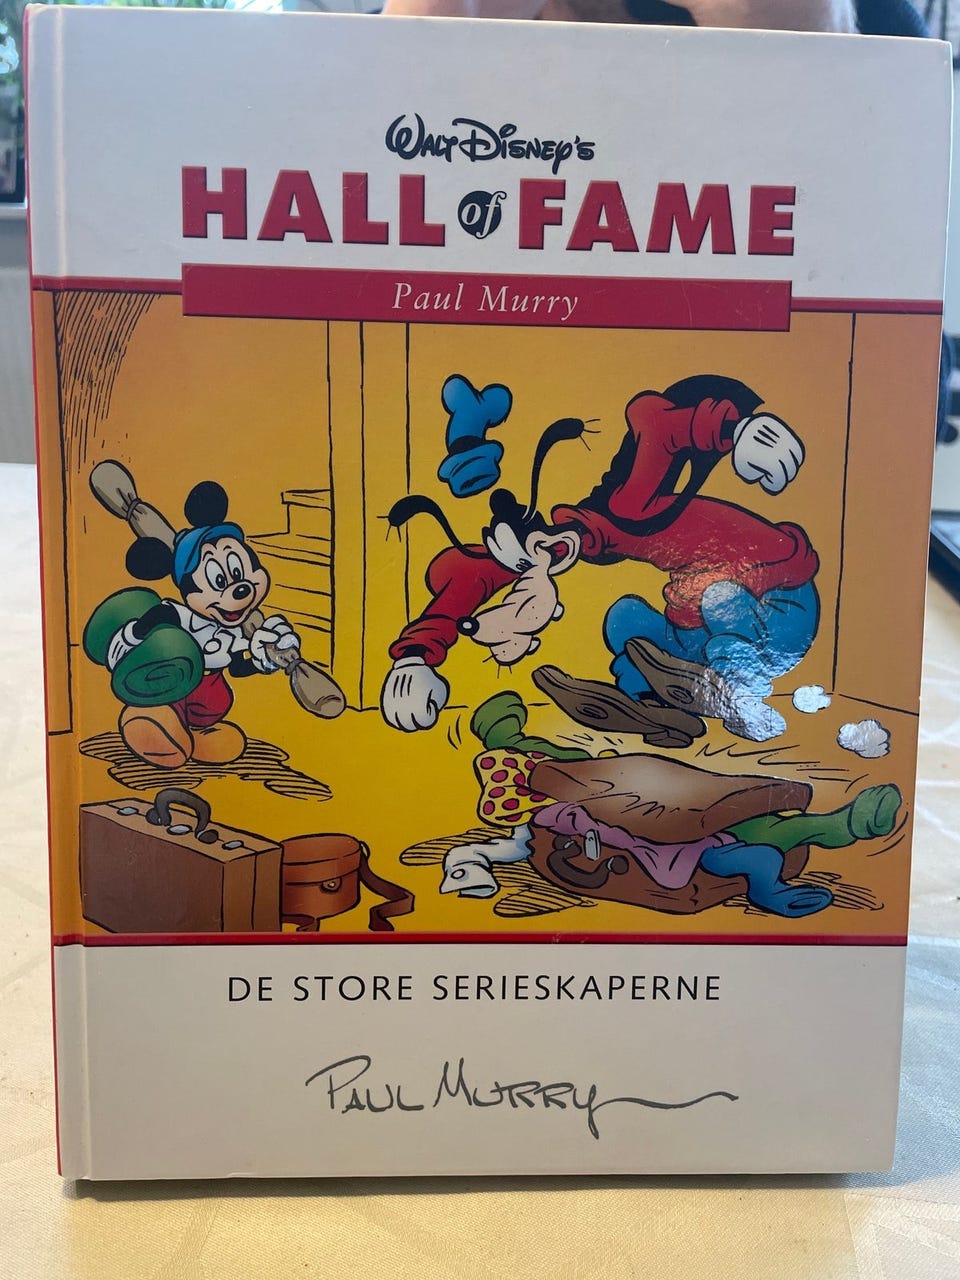 Walt Disney's
HALL of FAME
Paul Murry
DE STORE SERIESKAPERNE
PAUL MURRY